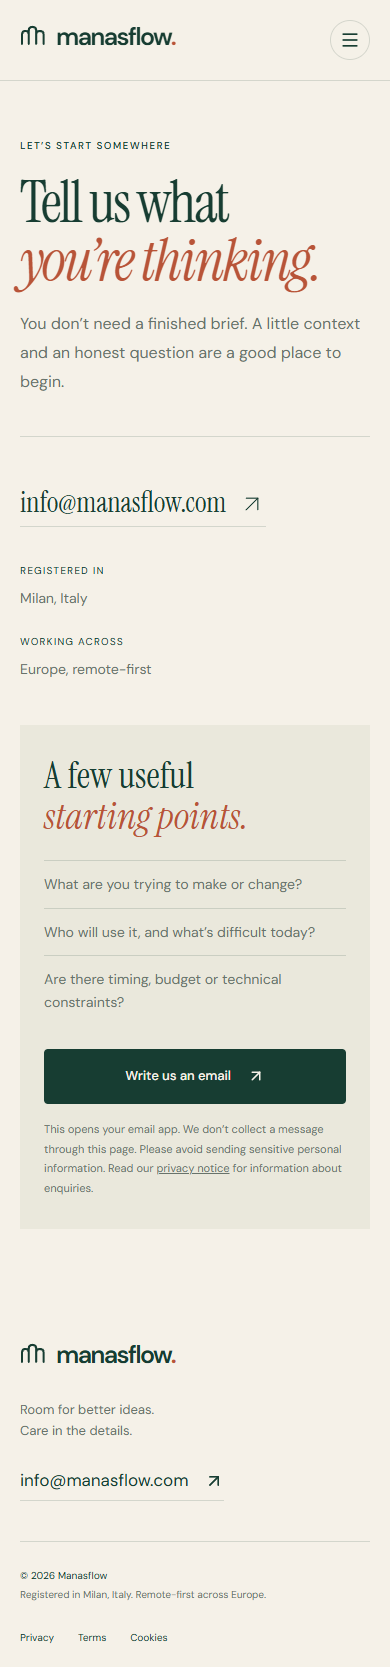 manasflow.
LET’S START SOMEWHERE
Tell us what
you’re thinking.
You don’t need a finished brief. A little context
and an honest question are a good place to
begin.
info@manasflow.com
REGISTERED IN
Milan, Italy
WORKING ACROSS
Europe, remote-first
A few useful
starting points.
What are you trying to make or change?
Who will use it, and what’s difficult today?
Are there timing, budget or technical
constraints?
Write us an email
This opens your email app. We don’t collect a message
through this page. Please avoid sending sensitive personal
information. Read our privacy notice for information about
enquiries.
manasflow.
Room for better ideas.
Care in the details.
info@manasflow.com
© 2026 Manasflow
Registered in Milan, Italy. Remote-first across Europe.
Privacy Terms Cookies